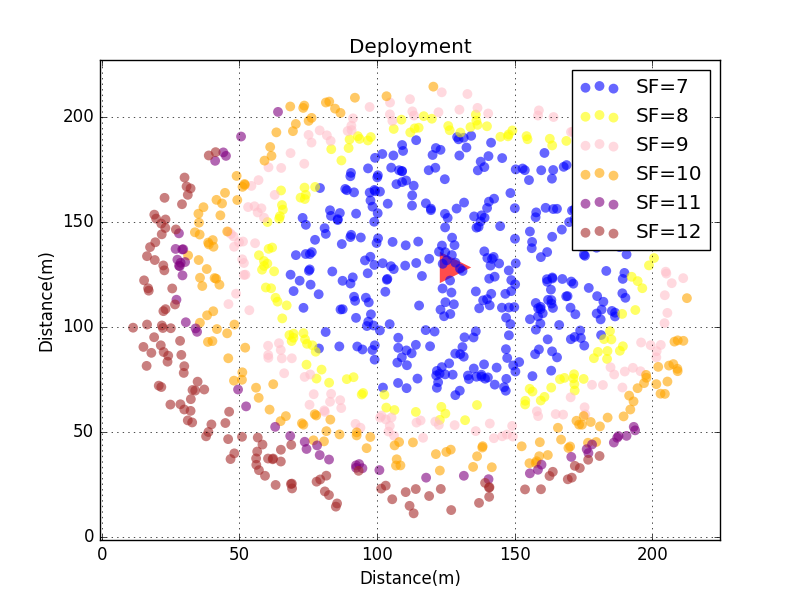 Deployment
SF=7
SF=8
SF=9
SF=10
SF=11
SF=12
200
150
100
50
0
Distance(m)
0
50
100
150
200
Distance(m)